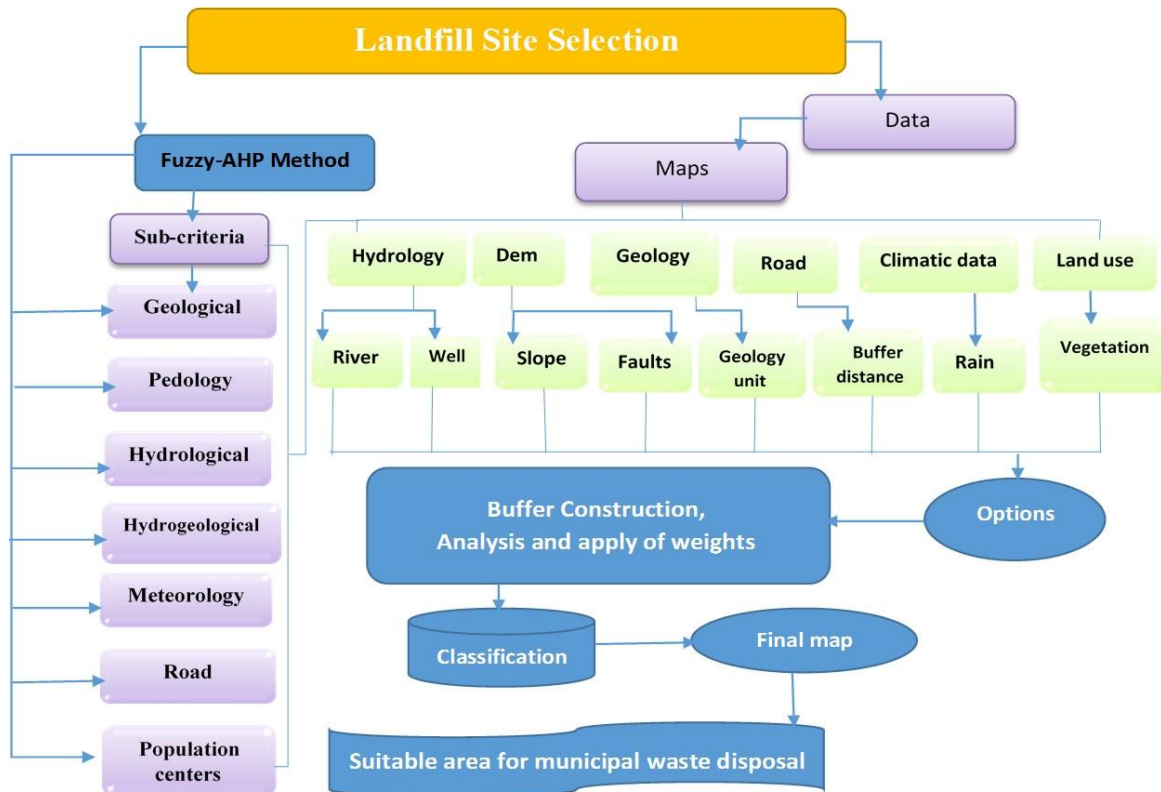 Landfill Site Selection
Data
Fuzzy-AHP Method
Maps
Sub-criteria
Geological
Pedology
Hydrological
Hydrogeological
Meteorology
Road
Population
centers
Hydrology
Dem
Geology
Road
Climatic data
Land use
River
Well
Slope
Faults
Geology
unit
Buffer
distance
Rain
Vegetation
Options
Buffer Construction,
Analysis and apply of weights
Classification
Final map
Suitable area for municipal waste disposal